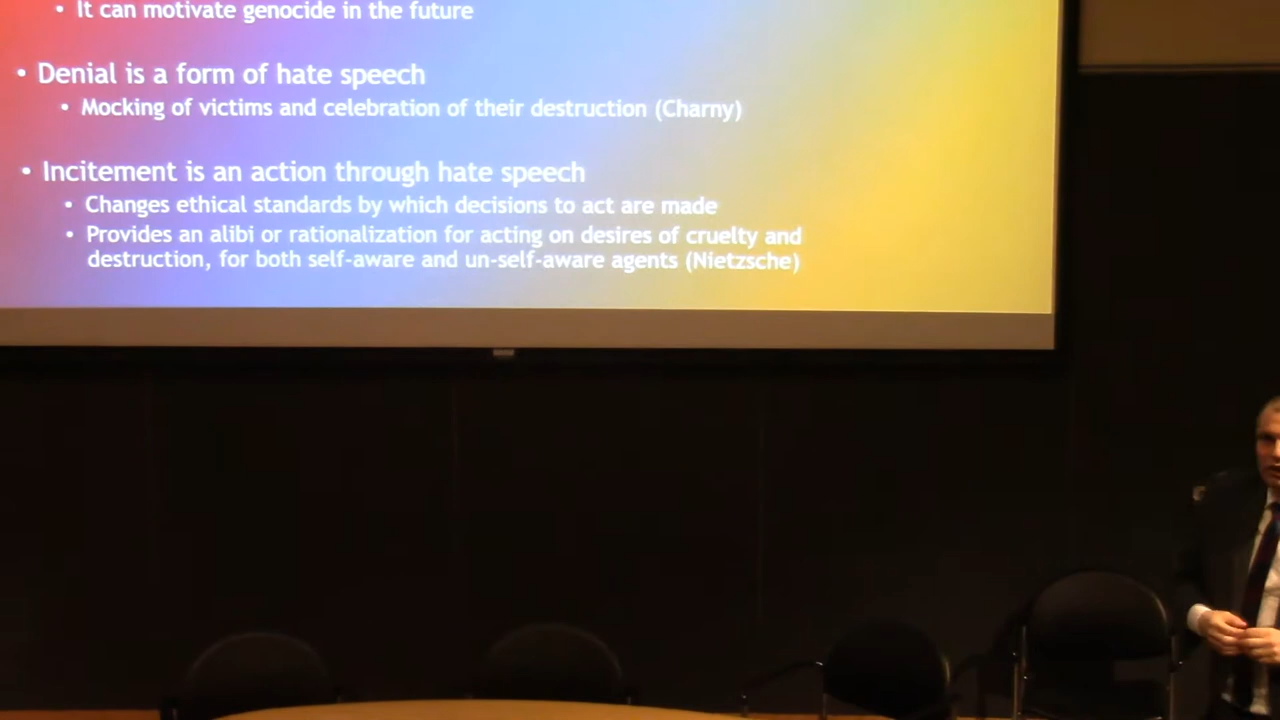 • It can motivate genocide in the future
• Denial is a form of hate speech
• Mocking of victims and celebration of their destruction (Charny)
• Incitement is an action through hate speech
• Changes ethical standards by which decisions to act are made
• Provides an alibi or rationalization for acting on desires of cruelty and
destruction, for both self-aware and un-self-aware agents (Nietzsche)